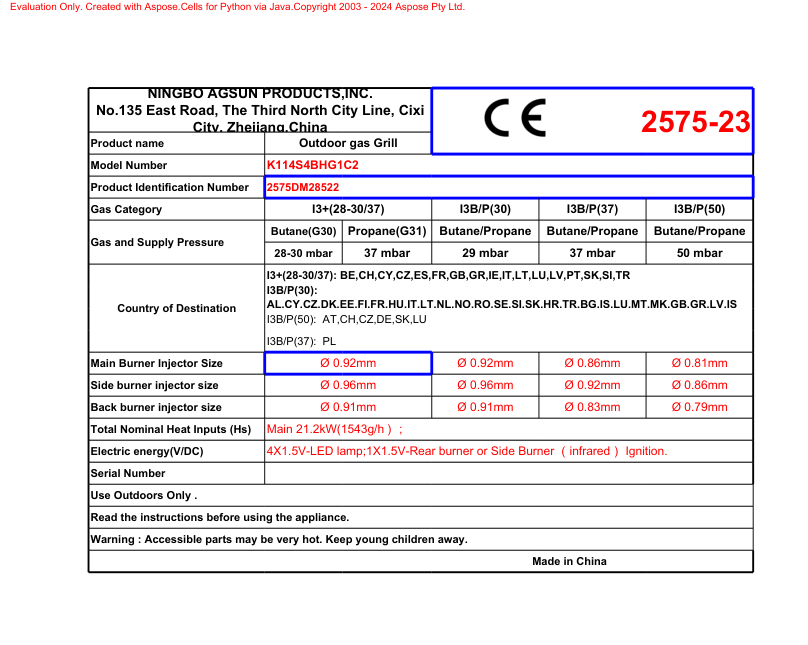 Evaluation Only. Created with Aspose.Cells for Python via Java.Copyright 2003 - 2024 Aspose Pty Ltd.
NINGBO AGSUN PRODUCTS,INC.
No.135 East Road, The Third North City Line, Cixi
City, Zhejiang,China
CE 2575-23
Product name Outdoor gas Grill
Model Number K114S4BHG1C2
Product Identification Number 2575DM28522
Gas Category I3+(28-30/37) I3B/P(30) I3B/P(37) I3B/P(50)
Gas and Supply Pressure Butane(G30) Propane(G31) Butane/Propane Butane/Propane Butane/Propane
28-30 mbar 37 mbar 29 mbar 37 mbar 50 mbar
Country of Destination
I3+(28-30/37): BE,CH,CY,CZ,ES,FR,GB,GR,IE,IT,LT,LU,LV,PT,SK,SI,TR
I3B/P(30):
AL.CY.CZ.DK.EE.FI.FR.HU.IT.LT.NL.NO.RO.SE.SI.SK.HR.TR.BG.IS.LU.MT.MK.GB.GR.LV.IS
I3B/P(50): AT,CH,CZ,DE,SK,LU
I3B/P(37): PL
Main Burner Injector Size Ø 0.92mm Ø 0.92mm Ø 0.86mm Ø 0.81mm
Side burner injector size Ø 0.96mm Ø 0.96mm Ø 0.92mm Ø 0.86mm
Back burner injector size Ø 0.91mm Ø 0.91mm Ø 0.83mm Ø 0.79mm
Total Nominal Heat Inputs (Hs) Main 21.2kW(1543g/h ) ;
Electric energy(V/DC) 4X1.5V-LED lamp;1X1.5V-Rear burner or Side Burner ( infrared ) Ignition.
Serial Number
Use Outdoors Only .
Read the instructions before using the appliance.
Warning : Accessible parts may be very hot. Keep young children away.
Made in China